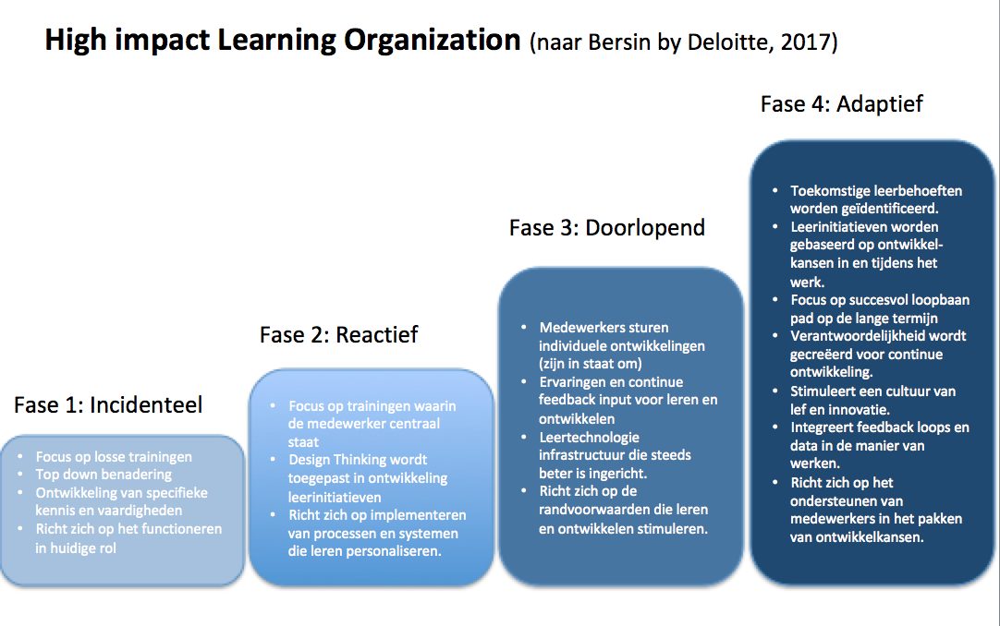 High impact Learning Organization (naar Bersin by Deloitte, 2017)
Fase 1: Incidenteel
• Focus op losse trainingen
• Top down benadering
• Ontwikkeling van specifieke
kennis en vaardigheden
• Richt zich op het functioneren
in huidige rol
Fase 2: Reactief
• Focus op trainingen waarin
de medewerker centraal
staat
• Design Thinking wordt
toegepast in ontwikkeling
leerinitiatieven
• Richt zich op implementeren
van processen en systemen
die leren personaliseren.
Fase 3: Doorlopend
• Medewerkers sturen
individuele ontwikkelingen
(zijn in staat om)
• Ervaringen en continue
feedback input voor leren en
ontwikkelen
• Leertechnologie
infrastructuur die steeds
beter is ingericht.
• Richt zich op de
randvoorwaarden die leren
en ontwikkelen stimuleren.
Fase 4: Adaptief
• Toekomstige leerbehoeften
worden geïdentificeerd.
• Leerinitiatieven worden
gebaseerd op ontwikkel-
kansen in en tijdens het
werk.
• Focus op succesvol loopbaan
pad op de lange termijn
• Verantwoordelijkheid wordt
gecreëerd voor continue
ontwikkeling.
• Stimuleert een cultuur van
lef en innovatie.
• Integreert feedback loops en
data in de manier van
werken.
• Richt zich op het
ondersteunen van
medewerkers in het pakken
van ontwikkelkansen.